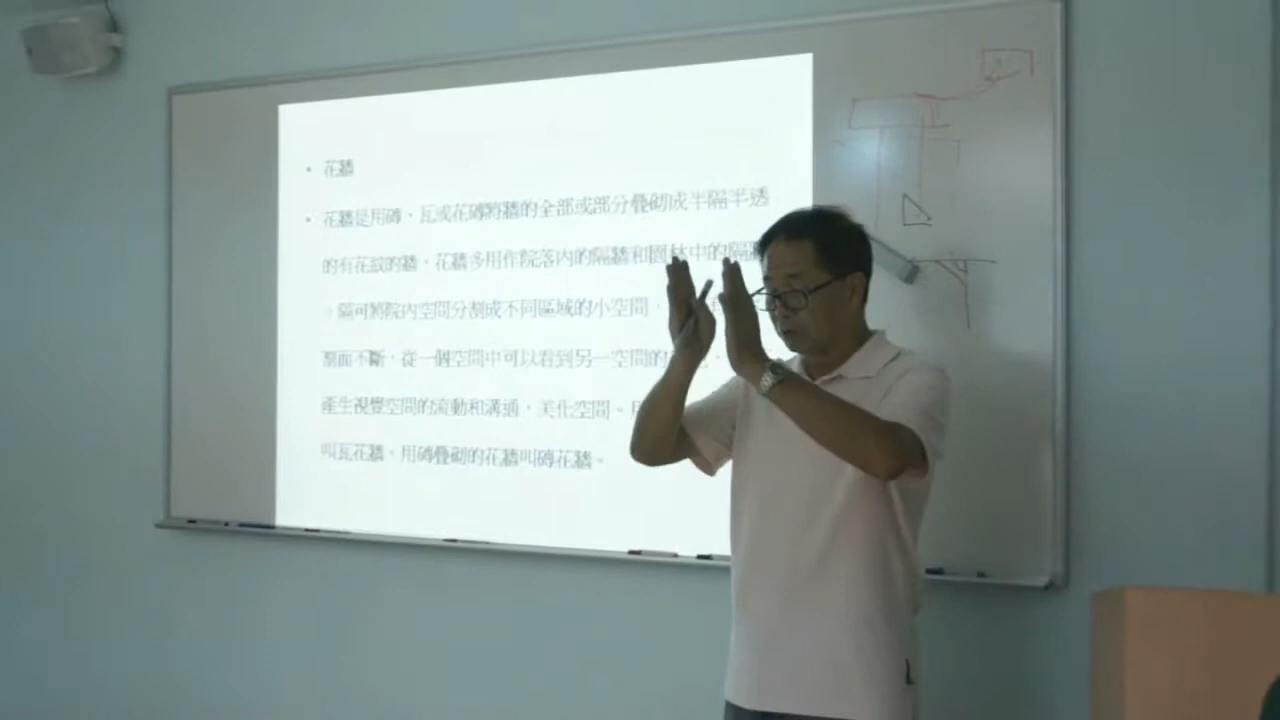 • 花牆
• 花牆是用磚、瓦或花磚將牆的全部或部分疊砌成半隔半透
的有花紋的牆，花牆多用作院落內的隔牆和園林中的隔
區可將院內空間分割成不同區域的小空間，
斷，從一個空間中可以看到另一空間的
產生視覺空間的流動和溝通，美化空間。
叫瓦花牆，用磚疊砌的花牆叫磚花牆。